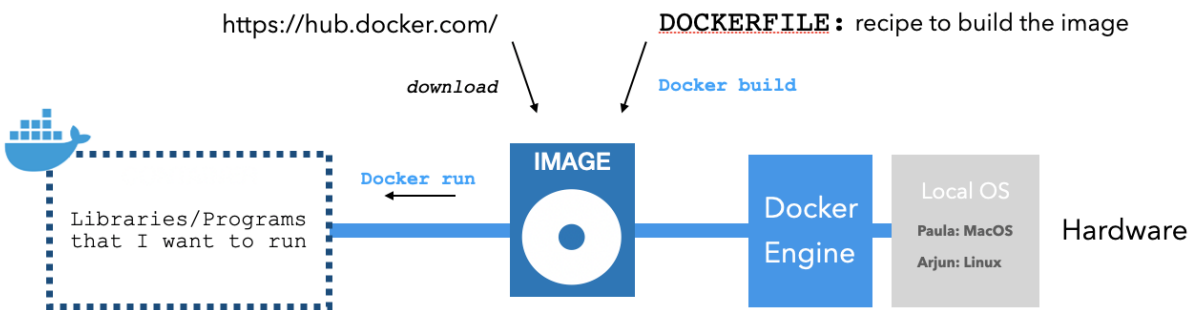 https://hub.docker.com/
DOCKERFILE: recipe to build the image
download
Docker build
IMAGE
Docker run
Libraries/Programs
that I want to run
Docker
Engine
Local OS
Paula: MacOS
Arjun: Linux
Hardware